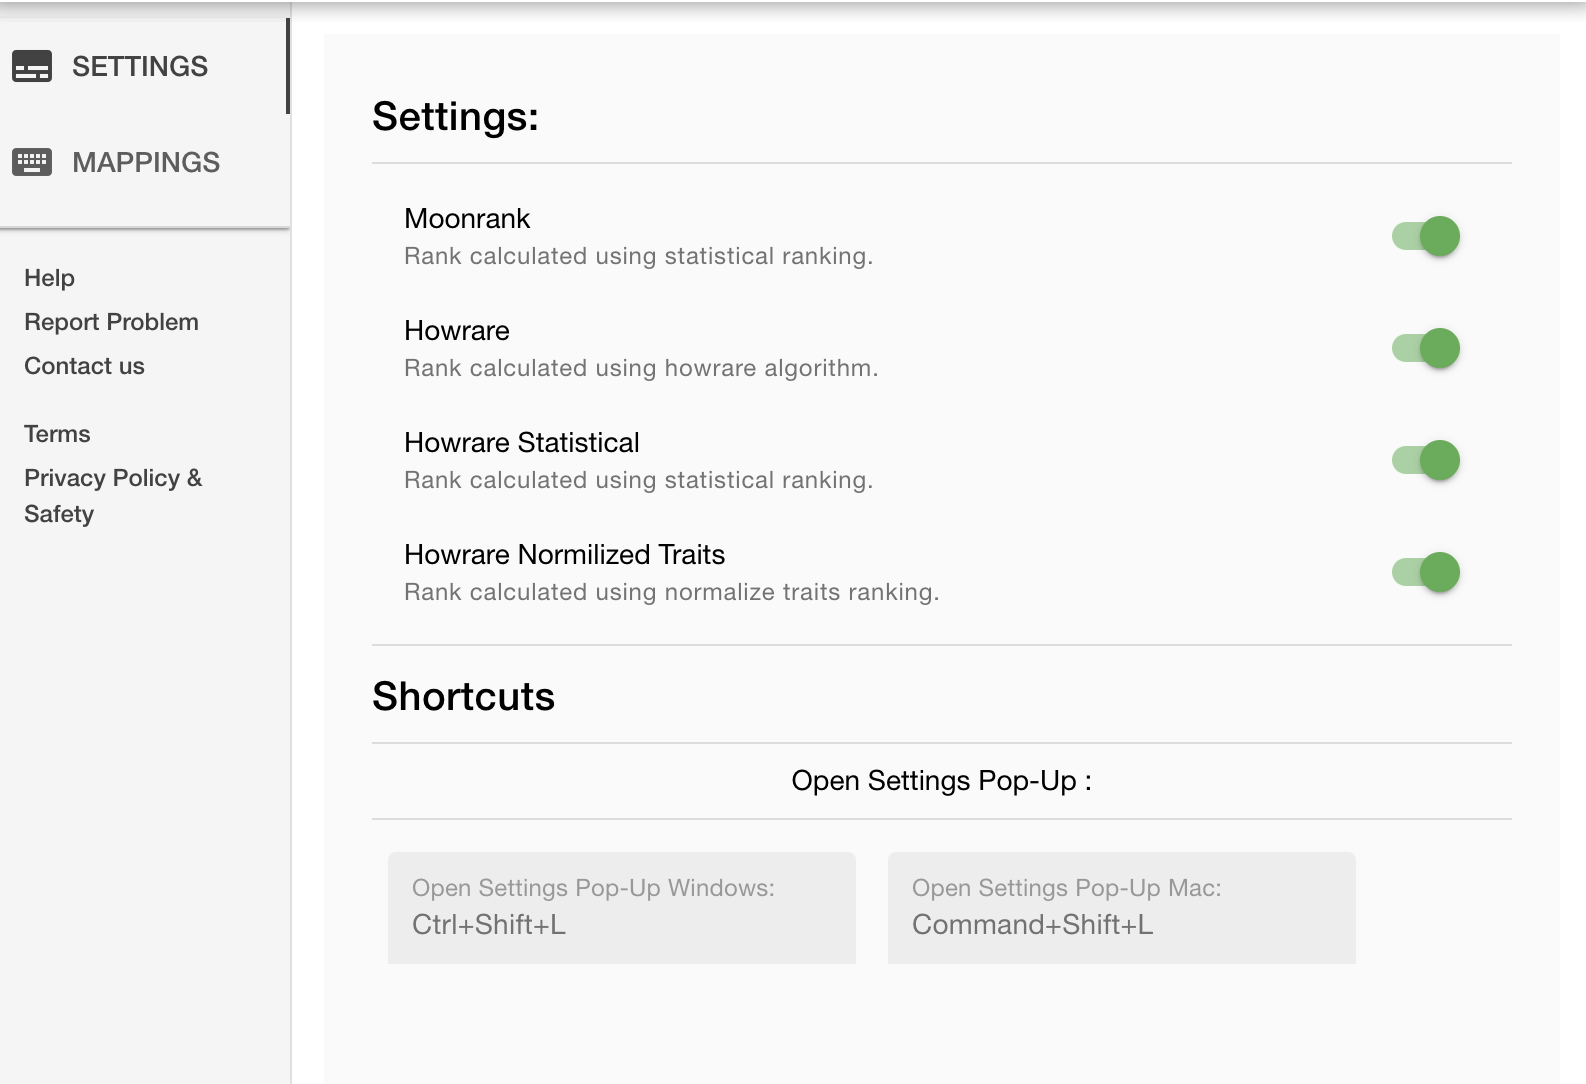 SETTINGS
MAPPINGS
Help
Report Problem
Contact us
Terms
Privacy Policy &
Safety
Settings:
Moonrank
Rank calculated using statistical ranking.
Howrare
Rank calculated using howrare algorithm.
Howrare Statistical
Rank calculated using statistical ranking.
Howrare Normilized Traits
Rank calculated using normalize traits ranking.
Shortcuts
Open Settings Pop-Up :
Open Settings Pop-Up Windows:
Ctrl+Shift+L
Open Settings Pop-Up Mac:
Command+Shift+L